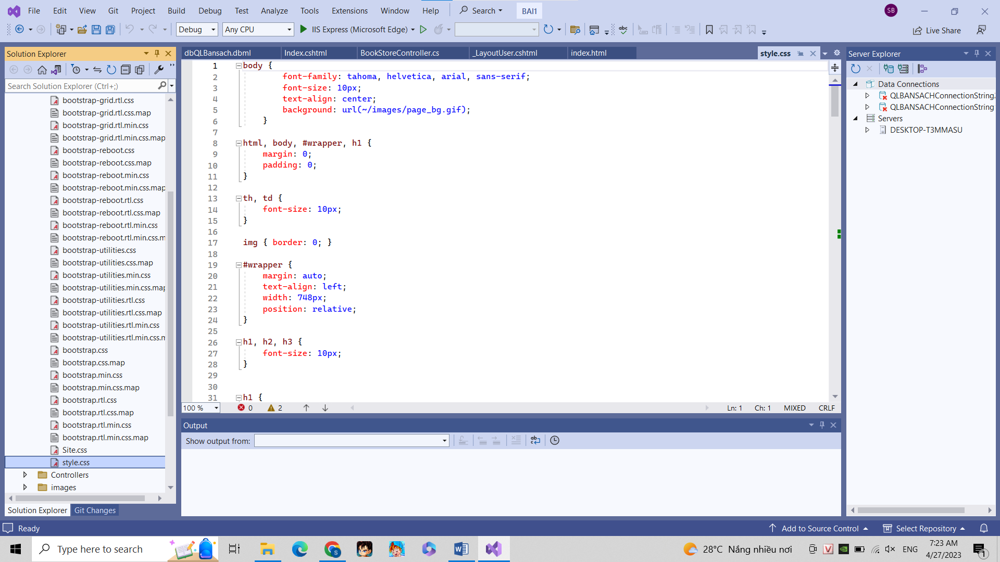 File Edit View Git Project Build Debug Test Analyze Tools Extensions Window Help Search BAI1 SB
Debug Any CPU IIS Express (Microsoft Edge) Live Share
Solution Explorer
Search Solution Explorer (Ctrl+;)
bootstrap-grid.rtl.css
bootstrap-grid.rtl.css.map
bootstrap-grid.rtl.min.css
bootstrap-grid.rtl.min.css.map
bootstrap-reboot.css
bootstrap-reboot.css.map
bootstrap-reboot.min.css
bootstrap-reboot.min.css.map
bootstrap-reboot.rtl.css
bootstrap-reboot.rtl.css.map
bootstrap-reboot.rtl.min.css
bootstrap-reboot.rtl.min.css.m
bootstrap-utilities.css
bootstrap-utilities.css.map
bootstrap-utilities.min.css
bootstrap-utilities.min.css.map
bootstrap-utilities.rtl.css
bootstrap-utilities.rtl.css.map
bootstrap-utilities.rtl.min.css
bootstrap-utilities.rtl.min.css.m
bootstrap.css
bootstrap.css.map
bootstrap.min.css
bootstrap.min.css.map
bootstrap.rtl.css
bootstrap.rtl.css.map
bootstrap.rtl.min.css
bootstrap.rtl.min.css.map
Site.css
style.css
Controllers
images
Solution Explorer Git Changes
dbQLBansach.dbml Index.cshtml BookStoreController.cs _LayoutUser.cshtml index.html style.css
1 body {
2 font-family: tahoma, helvetica, arial, sans-serif;
3 font-size: 10px;
4 text-align: center;
5 background: url(~/images/page_bg.gif);
6 }
7
8 html, body, #wrapper, h1 {
9 margin: 0;
10 padding: 0;
11 }
12
13 th, td {
14 font-size: 10px;
15 }
16
17 img { border: 0; }
18
19 #wrapper {
20 margin: auto;
21 text-align: left;
22 width: 748px;
23 position: relative;
24 }
25
26 h1, h2, h3 {
27 font-size: 10px;
28 }
29
30
31 h1 {
100 % 0 2 Ln: 1 Ch: 1 MIXED CRLF
Output
Show output from:
Server Explorer
Data Connections
QLBANSACHConnectionString
QLBANSACHConnectionString
Servers
DESKTOP-T3MMASU
Ready Add to Source Control Select Repository
Type here to search 28°C Nắng nhiều nơi ENG 7:23 AM
4/27/2023 1